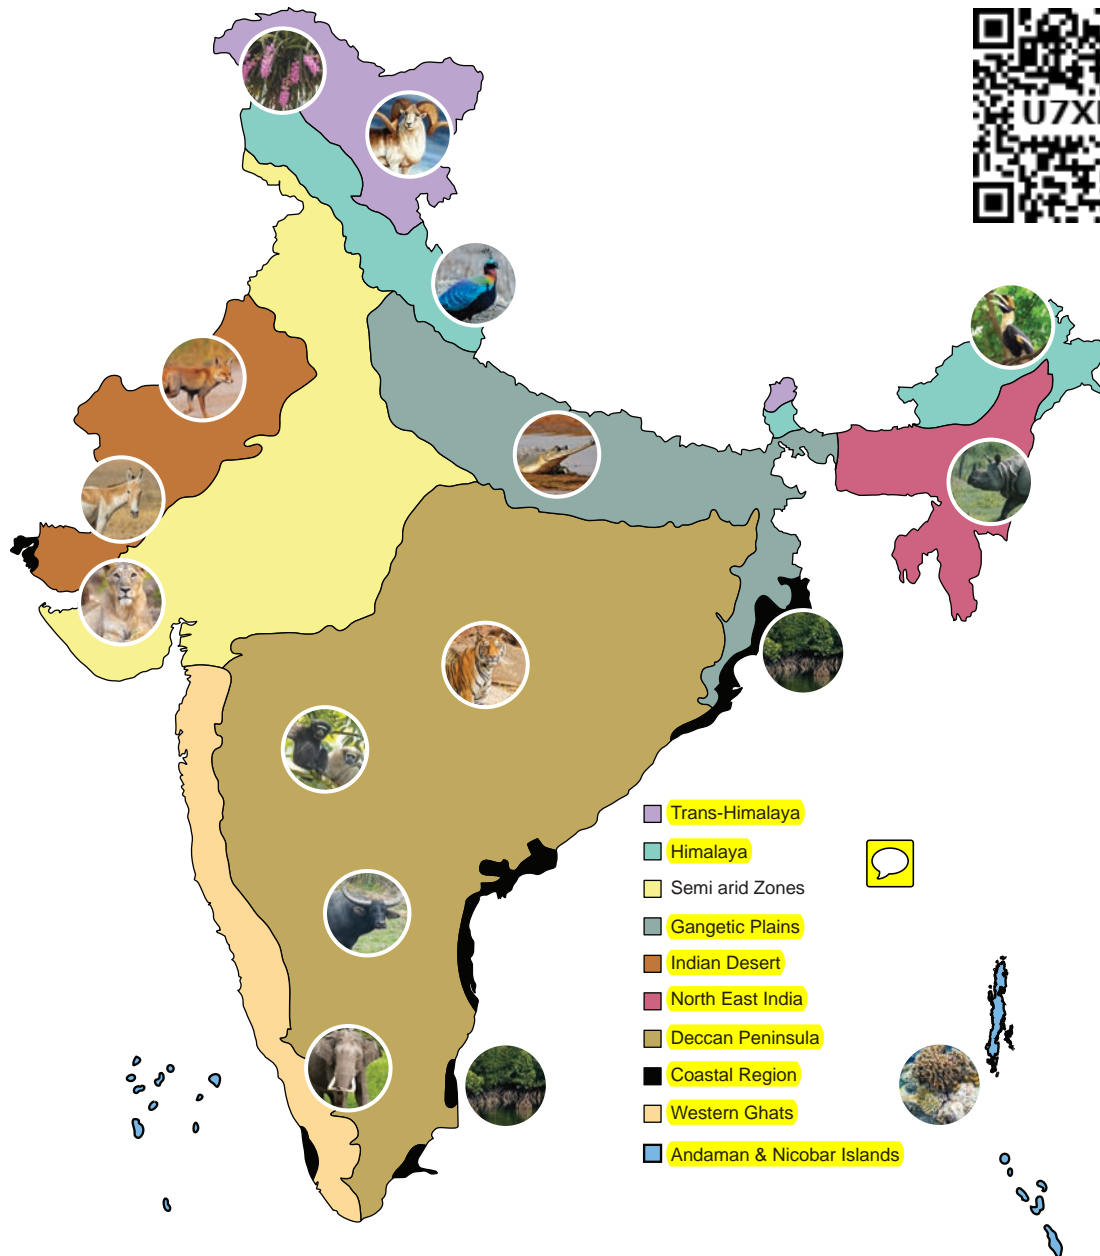 U7X
Trans-Himalaya
Himalaya
Semi arid Zones
Gangetic Plains
Indian Desert
North East India
Deccan Peninsula
Coastal Region
Western Ghats
Andaman & Nicobar Islands